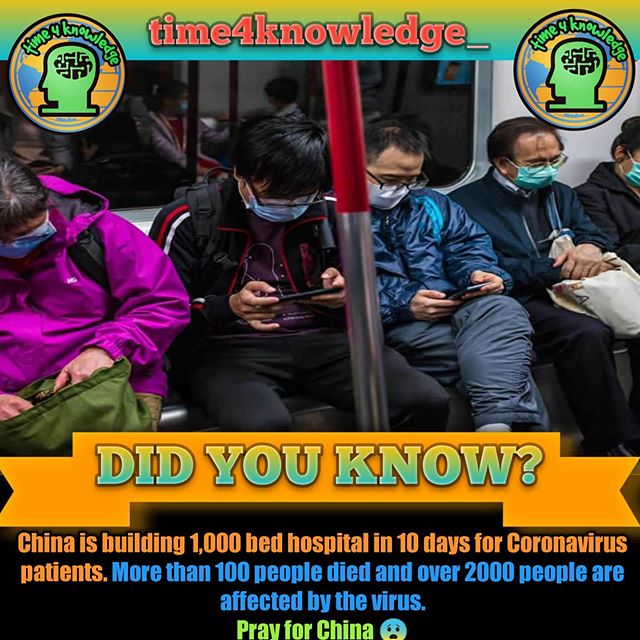 time4knowledge_
time 4 knowledge
time 4 knowledge
DID YOU KNOW?
China is building 1,000 bed hospital in 10 days for Coronavirus
patients. More than 100 people died and over 2000 people are
affected by the virus.
Pray for China 😨